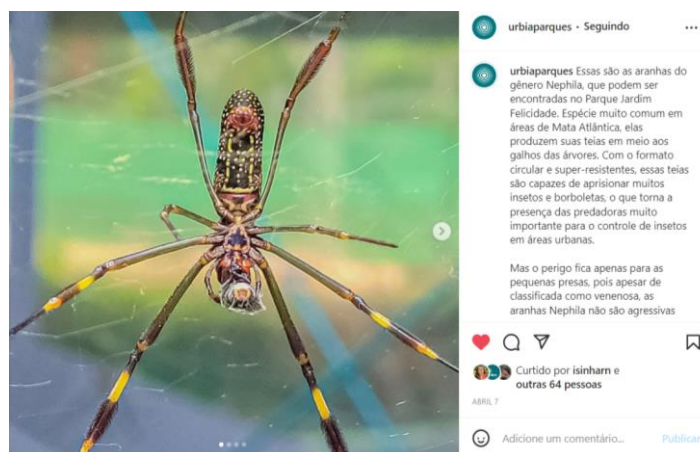 urbiaparques • Seguindo
urbiaparques Essas são as aranhas do
gênero Nephila, que podem ser
encontradas no Parque Jardim
Felicidade. Espécie muito comum em
áreas de Mata Atlântica, elas
produzem suas teias em meio aos
galhos das árvores. Com o formato
circular e super-resistentes, essas teias
são capazes de aprisionar muitos
insetos e borboletas, o que torna a
presença das predadoras muito
importante para o controle de insetos
em áreas urbanas.
Mas o perigo fica apenas para as
pequenas presas, pois apesar de
classificada como venenosa, as
aranhas Nephila não são agressivas
Curtido por isinharn e
outras 64 pessoas
ABRIL 7
Adicione um comentário...
Publicar